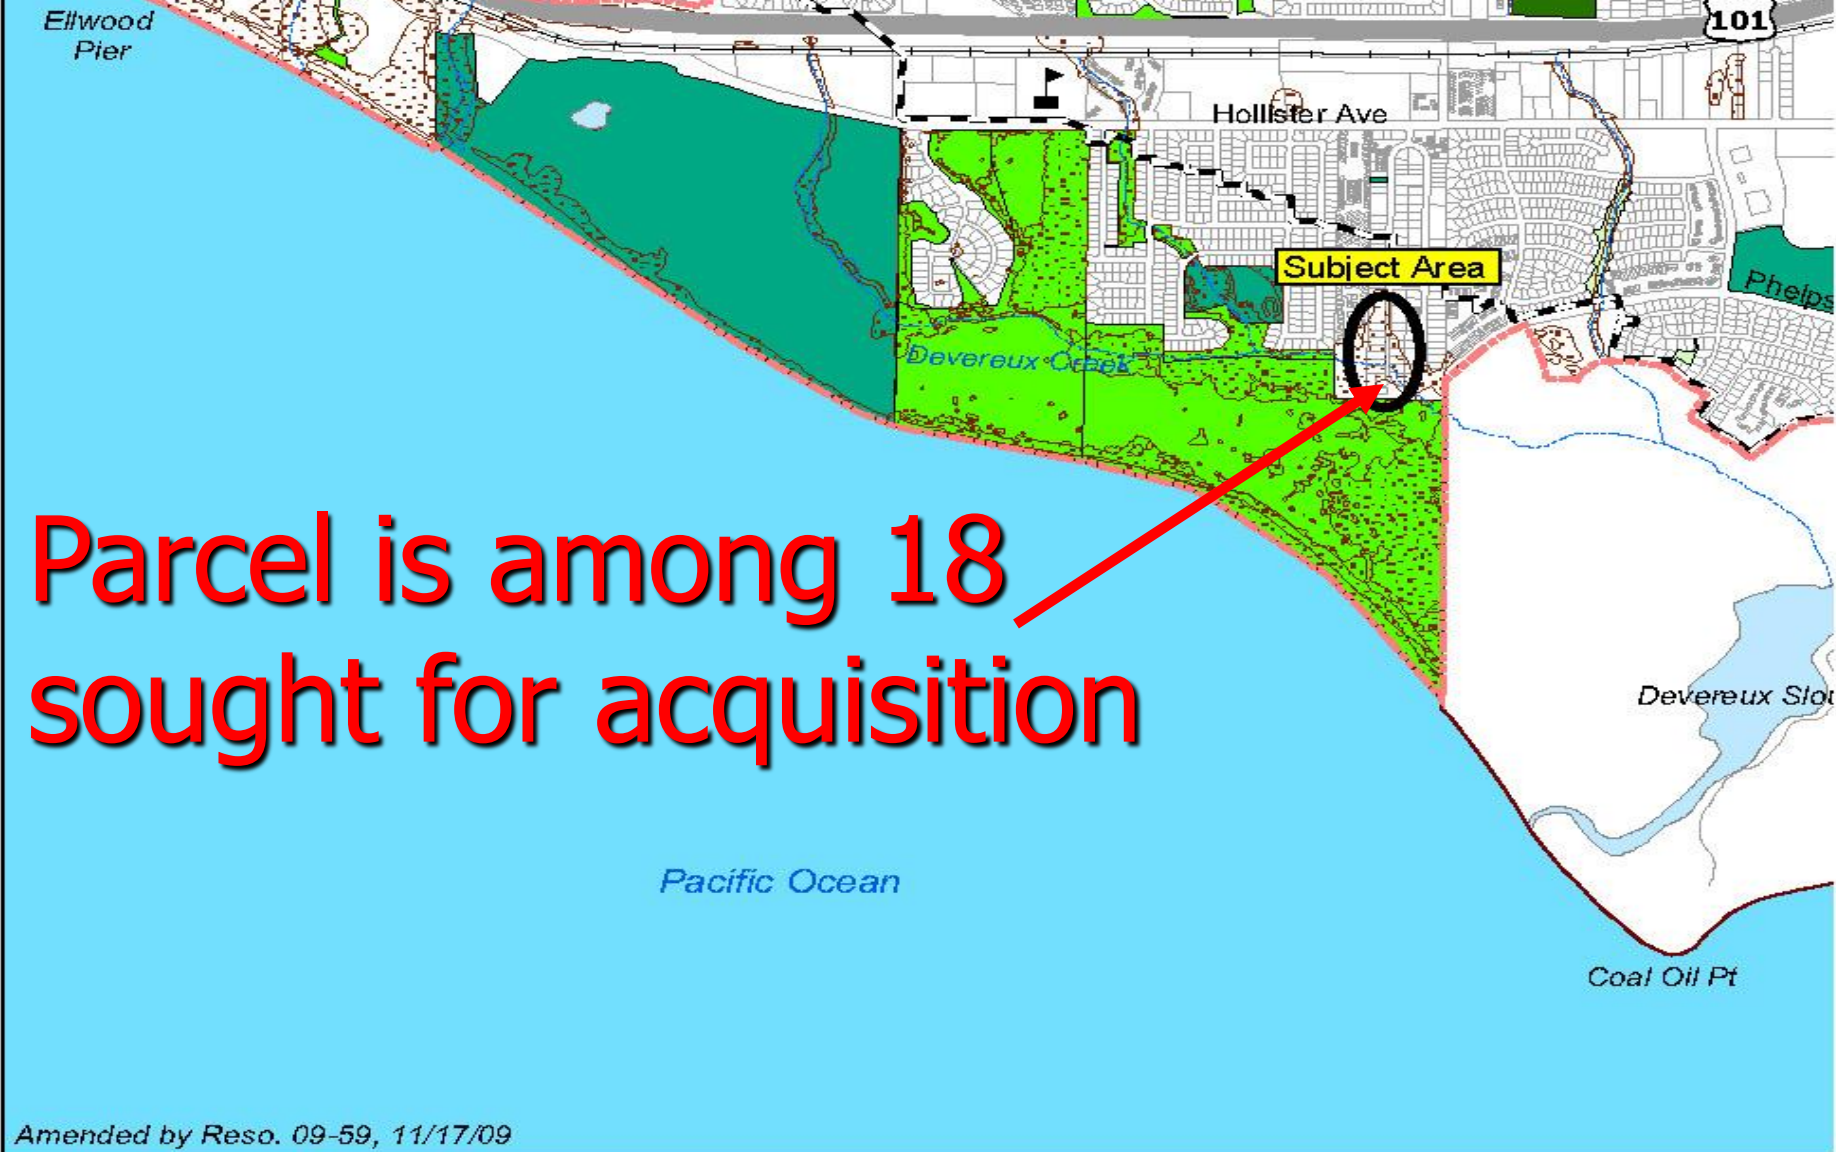 Ellwood
Pier
101
Hollister Ave
Subject Area
Phelps
Devereux Creek
Parcel is among 18
sought for acquisition
Devereux Slou
Pacific Ocean
Coal Oil Pt
Amended by Reso. 09-59, 11/17/09